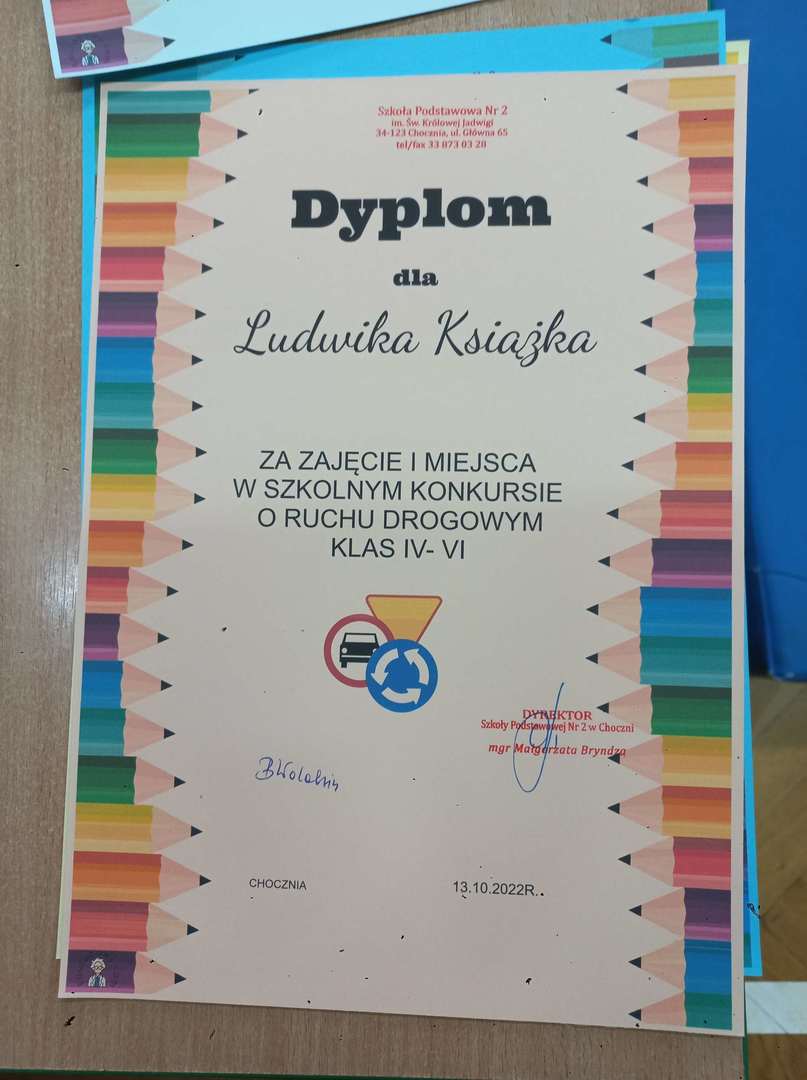 Szkoła Podstawowa Nr 2
im. Św. Królowej Jadwigi
34-123 Chocznia, ul. Główna 65
tel/fax 33 873 03 20
Dyplom
dla
Ludwika Książka
ZA ZAJĘCIE I MIEJSCA
W SZKOLNYM KONKURSIE
O RUCHU DROGOWYM
KLAS IV- VI
DYREKTOR
Szkoły Podstawowej Nr 2 w Choczni
mgr Małgorzata Bryndza
CHOCZNIA
13.10.2022R..